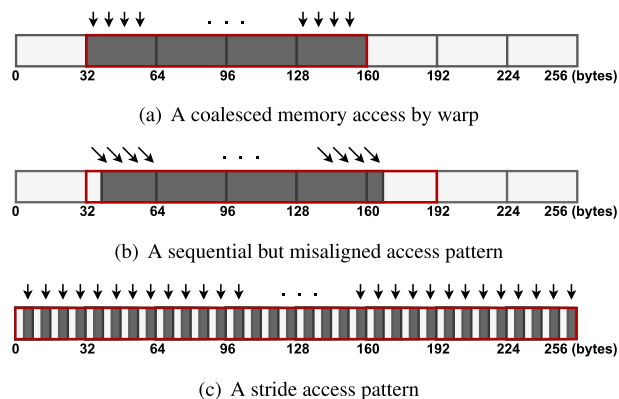 . . .
0 32 64 96 128 160 192 224 256 (bytes)
(a) A coalesced memory access by warp
. . .
0 32 64 96 128 160 192 224 256 (bytes)
(b) A sequential but misaligned access pattern
. . .
0 32 64 96 128 160 192 224 256 (bytes)
(c) A stride access pattern